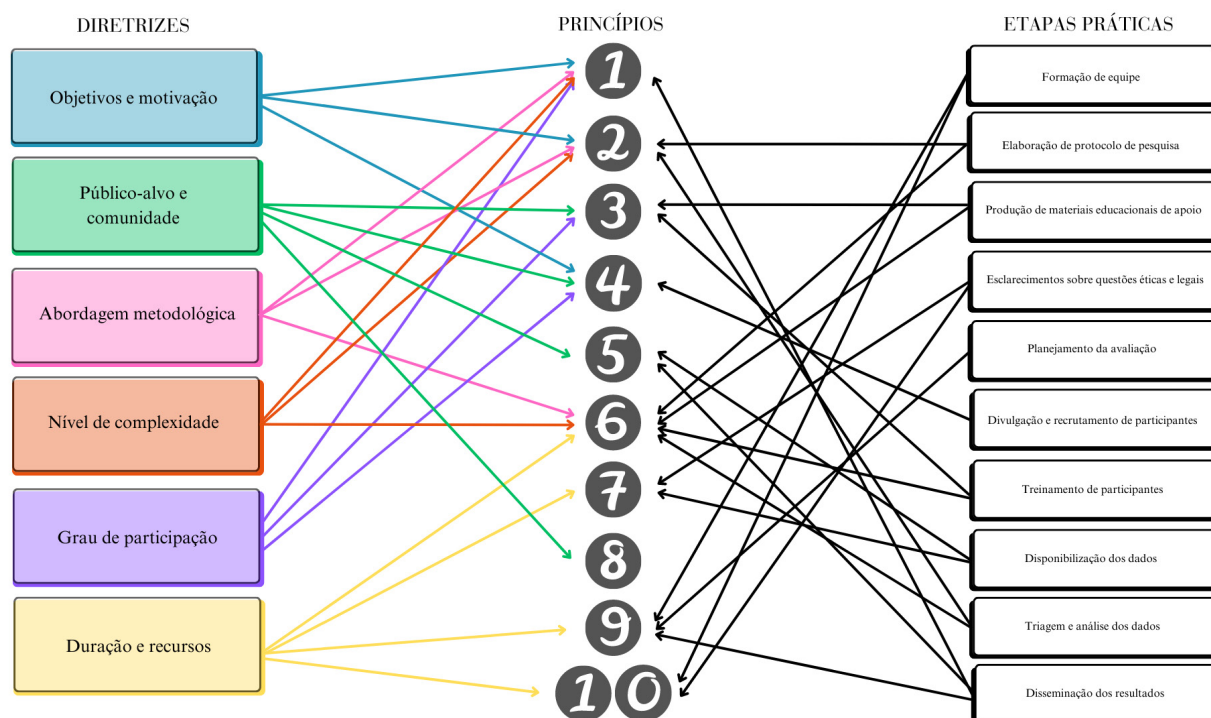 DIRETRIZES
Objetivos e motivação
Público-alvo e
comunidade
Abordagem metodológica
Nível de complexidade
Grau de participação
Duração e recursos
PRINCÍPIOS
1
2
3
4
5
6
7
8
9
10
ETAPAS PRÁTICAS
Formação de equipe
Elaboração de protocolo de pesquisa
Produção de materiais educacionais de apoio
Esclarecimentos sobre questões éticas e legais
Planejamento da avaliação
Divulgação e recrutamento de participantes
Treinamento de participantes
Disponibilização dos dados
Triagem e análise dos dados
Disseminação dos resultados